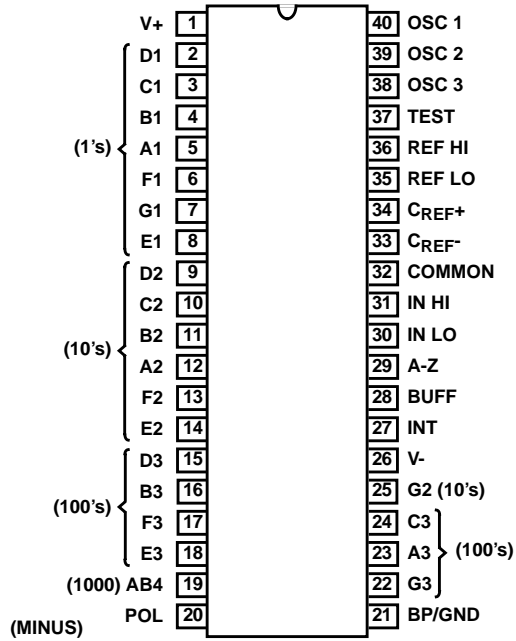 V+ 1 40 OSC 1
D1 2 39 OSC 2
C1 3 38 OSC 3
B1 4 37 TEST
(1's) A1 5 36 REF HI
F1 6 35 REF LO
G1 7 34 CREF+
E1 8 33 CREF-
D2 9 32 COMMON
C2 10 31 IN HI
(10's) B2 11 30 IN LO
A2 12 29 A-Z
F2 13 28 BUFF
E2 14 27 INT
D3 15 26 V-
(100's) B3 16 25 G2 (10's)
F3 17 24 C3
E3 18 23 A3 (100's)
(1000) AB4 19 22 G3
(MINUS) POL 20 21 BP/GND